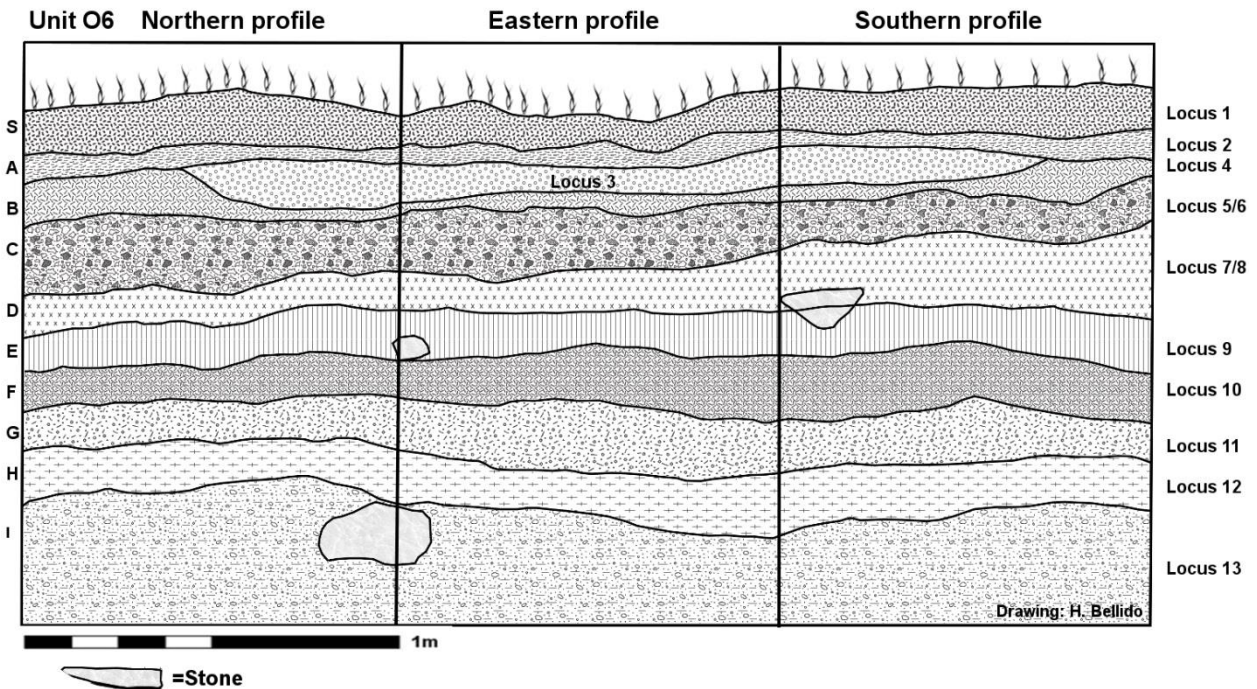 Unit O6 Northern profile
Eastern profile
Southern profile
S
A
B
C
D
E
F
G
H
I
Locus 3
Locus 1
Locus 2
Locus 4
Locus 5/6
Locus 7/8
Locus 9
Locus 10
Locus 11
Locus 12
Locus 13
Drawing: H. Bellido
1m
=Stone